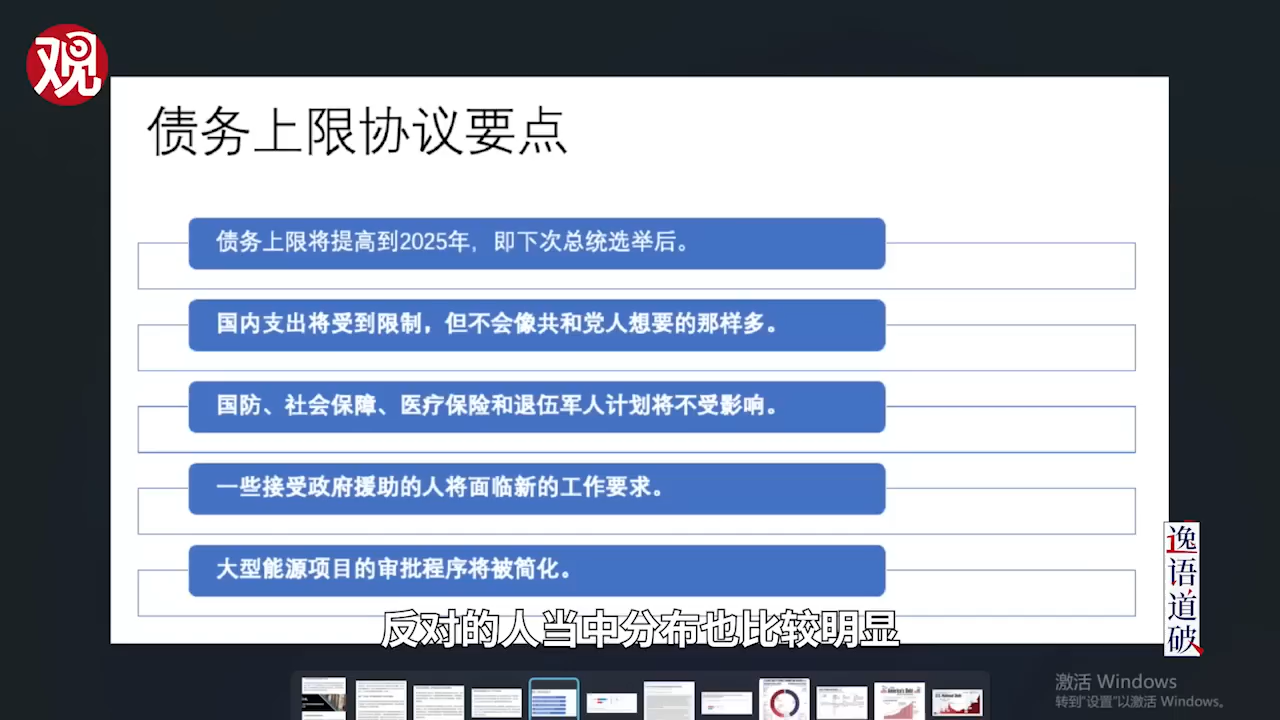 观
债务上限协议要点
债务上限将提高到2025年，即下次总统选举后。
国内支出将受到限制，但不会像共和党人想要的那样多。
国防、社会保障、医疗保险和退伍军人计划将不受影响。
一些接受政府援助的人将面临新的工作要求。
大型能源项目的审批程序将被简化。
反对的人当中分布也比较明显
逸语道破
激活 Windows
转到"设置"以激活 Windows。